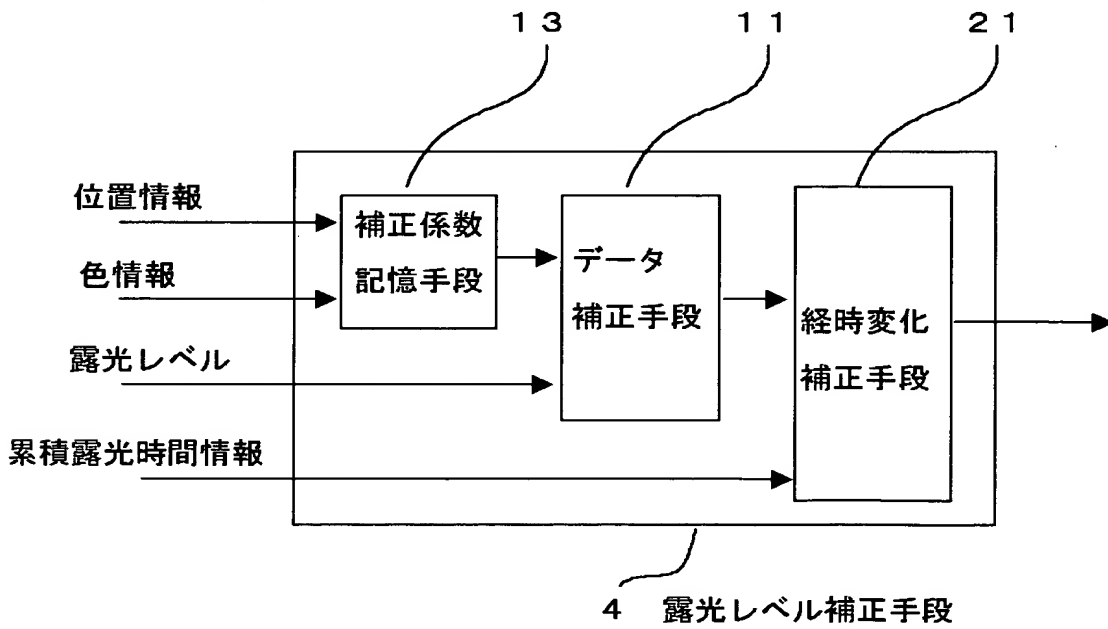 １３
１１
２１
位置情報
色情報
露光レベル
累積露光時間情報
補正係数
記憶手段
データ
補正手段
経時変化
補正手段
４　露光レベル補正手段